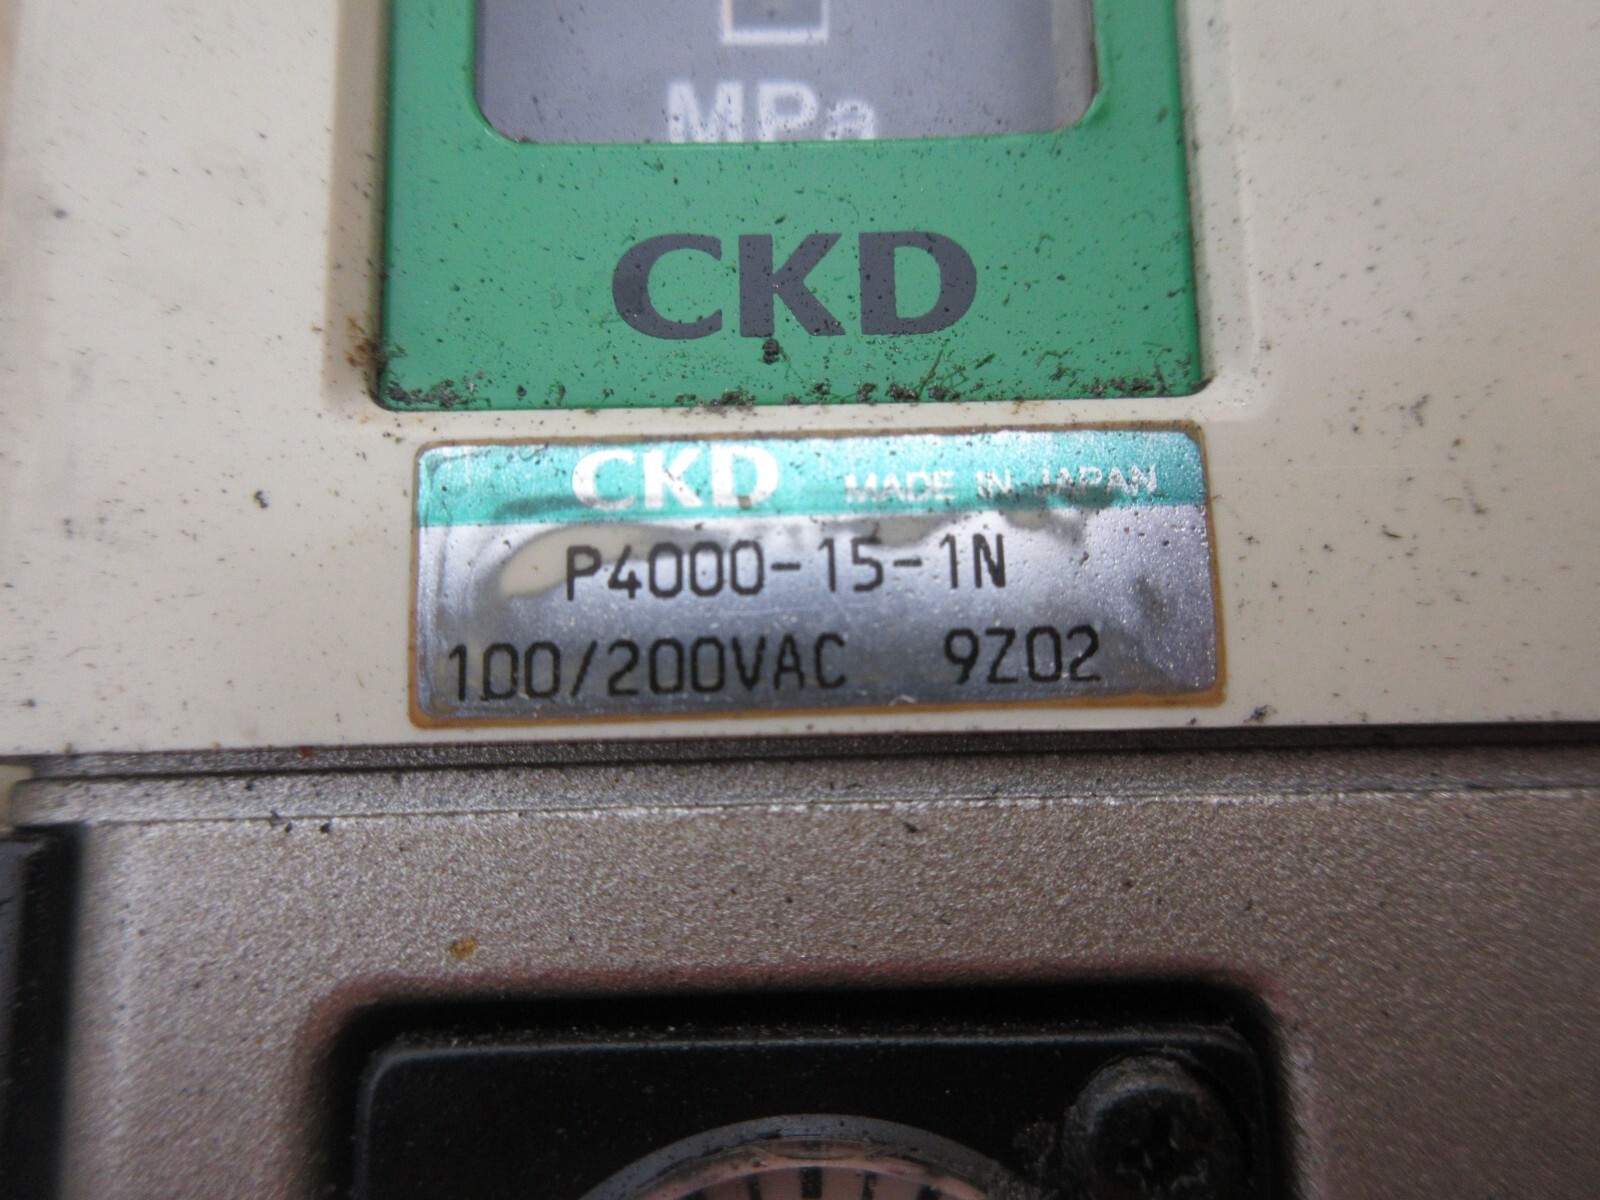 MPa
CKD
CKD MADE IN JAPAN
P4000-15-1N
100/200VAC 9Z02